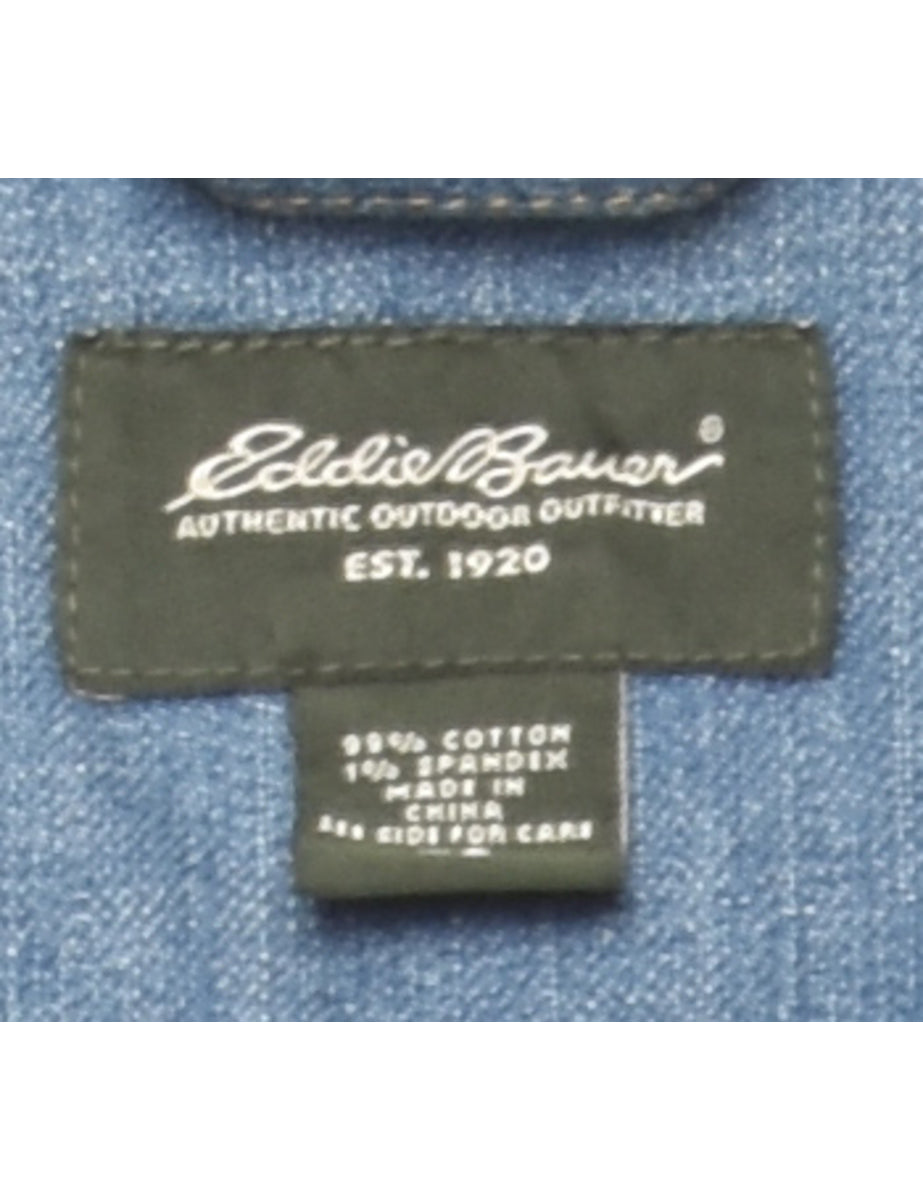 Eddie Bauer®
AUTHENTIC OUTDOOR OUTFITTER
EST. 1920
99% COTTON
1% SPANDEX
MADE IN
CHINA
SEE SIDE FOR CARE